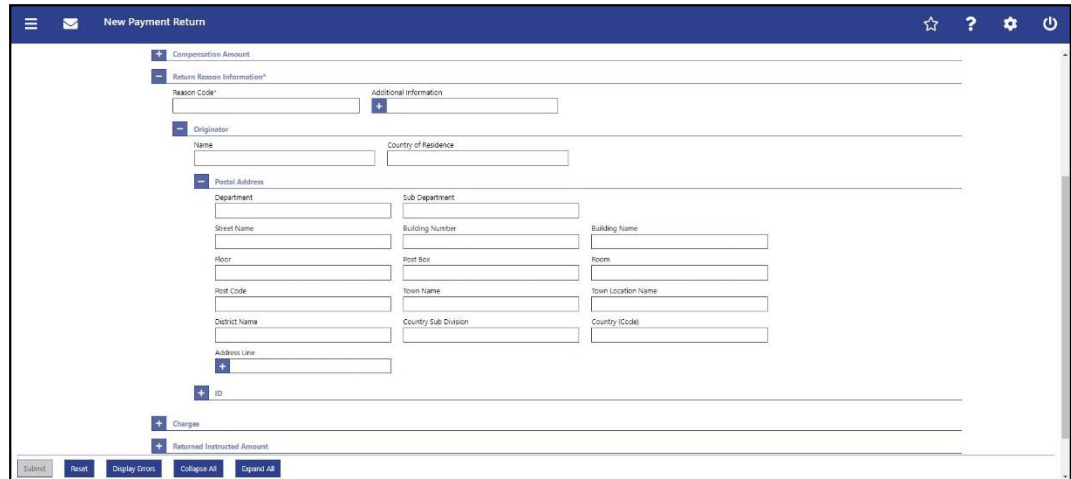 New Payment Return ?
+ Compensation Amount
− Return Reason Information*
Reason Code* Additional Information
+
− Originator
Name Country of Residence
− Postal Address
Department Sub Department
Street Name Building Number Building Name
Floor Post Box Room
Post Code Town Name Town Location Name
District Name Country Sub Division Country (Code)
Address Line
+
+ ID
+ Charges
+ Returned Instructed Amount
Submit Reset Display Errors Collapse All Expand All